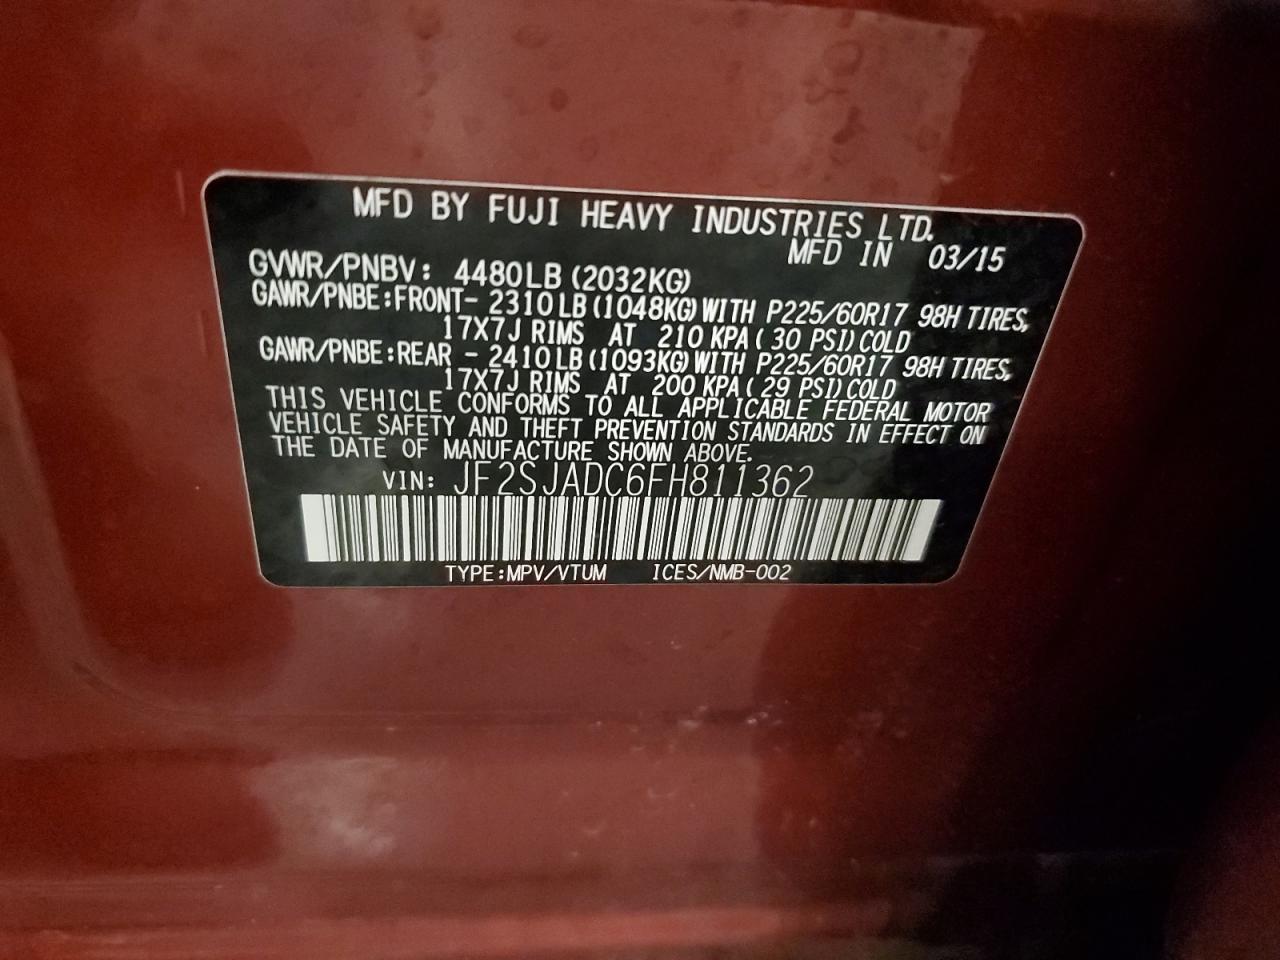 MFD BY FUJI HEAVY INDUSTRIES LTD.
MFD IN 03/15
GVWR/PNBV: 4480LB (2032KG)
GAWR/PNBE:FRONT- 2310LB (1048KG) WITH P225/60R17 98H TIRES,
17X7J RIMS AT 210 KPA ( 30 PSI) COLD
GAWR/PNBE:REAR - 2410LB (1093KG) WITH P225/60R17 98H TIRES,
17X7J RIMS AT 200 KPA ( 29 PSI) COLD
THIS VEHICLE CONFORMS TO ALL APPLICABLE FEDERAL MOTOR
VEHICLE SAFETY AND THEFT PREVENTION STANDARDS IN EFFECT ON
THE DATE OF MANUFACTURE SHOWN ABOVE.
VIN: JF2SJADC6FH811362
TYPE:MPV/VTUM ICES/NMB-002